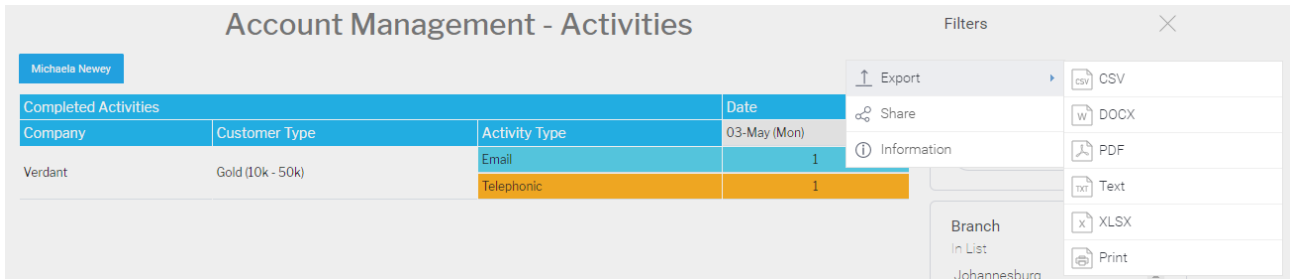 Account Management - Activities
Filters
Michaela Newey
Completed Activities Date
Company Customer Type Activity Type 03-May (Mon)
Verdant Gold (10k - 50k) Email 1
Telephonic 1
Export
Share
Information
CSV CSV
W DOCX
PDF
TXT Text
X XLSX
Print
Branch
In List
Johannesburg